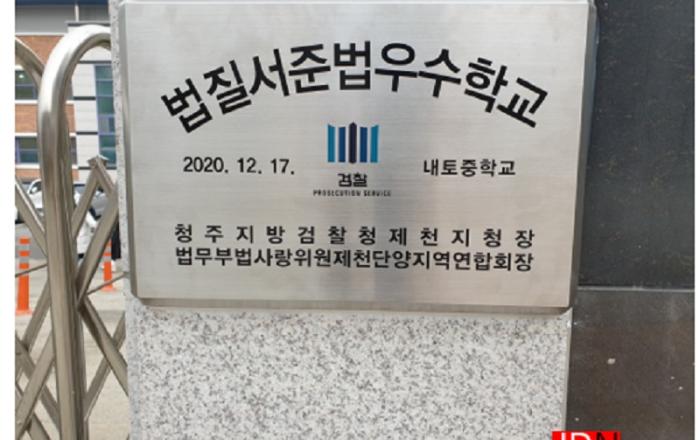 법질서준법우수학교
2020. 12. 17.
검찰
PROSECUTION SERVICE
내토중학교
청주지방검찰청제천지청장
법무부법사랑위원제천단양지역연합회장